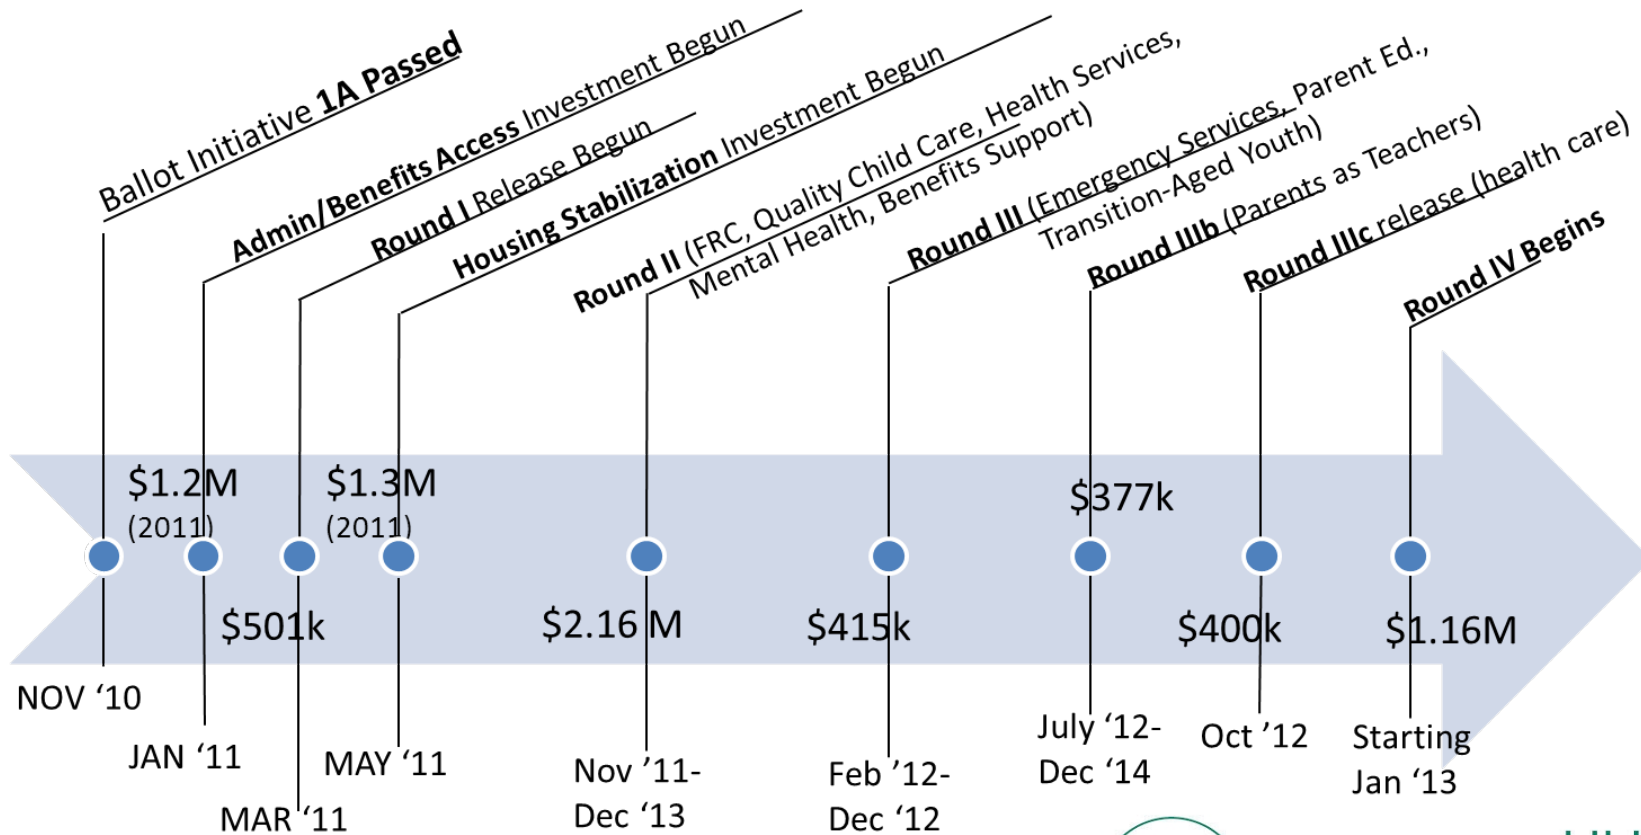 Ballot Initiative 1A Passed
Admin/Benefits Access Investment Begun
Round I Release Begun
Housing Stabilization Investment Begun
Round II (FRC, Quality Child Care, Health Services,
Mental Health, Benefits Support)
Round III (Emergency Services, Parent Ed.,
Transition-Aged Youth)
Round IIIb (Parents as Teachers)
Round IIIc release (health care)
Round IV Begins
$1.2M
(2011)
$1.3M
(2011)
$377k
$501k
$2.16 M
$415k
$400k
$1.16M
NOV ‘10
JAN ‘11
MAR ‘11
MAY ‘11
Nov ’11-
Dec ‘13
Feb ’12-
Dec ‘12
July ‘12-
Dec ‘14
Oct ’12
Starting
Jan ‘13